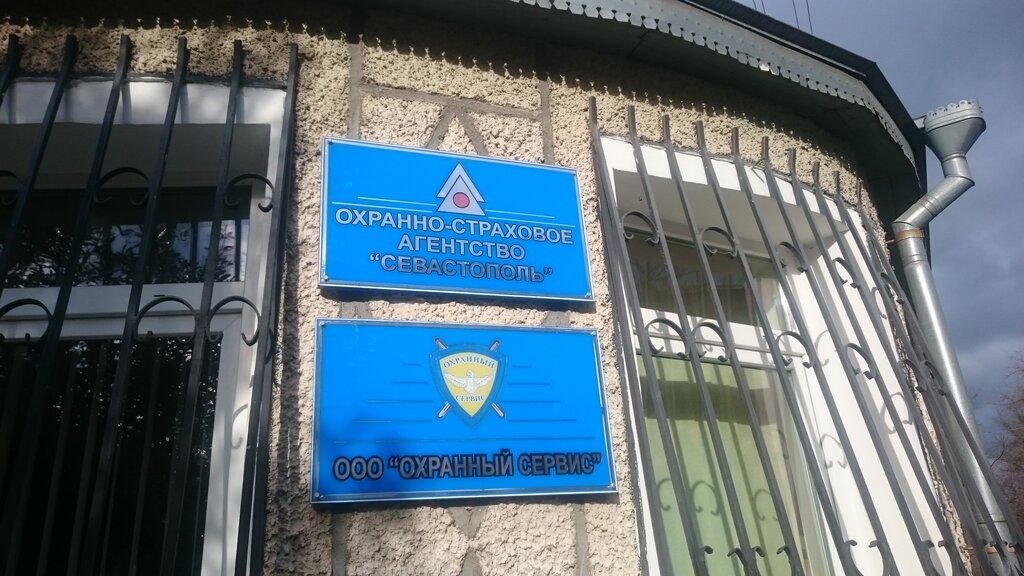 ОХРАННО-СТРАХОВОЕ
АГЕНТСТВО
"СЕВАСТОПОЛЬ"
ОХРАННЫЙ
СЕРВИС
ООО "ОХРАННЫЙ СЕРВИС"